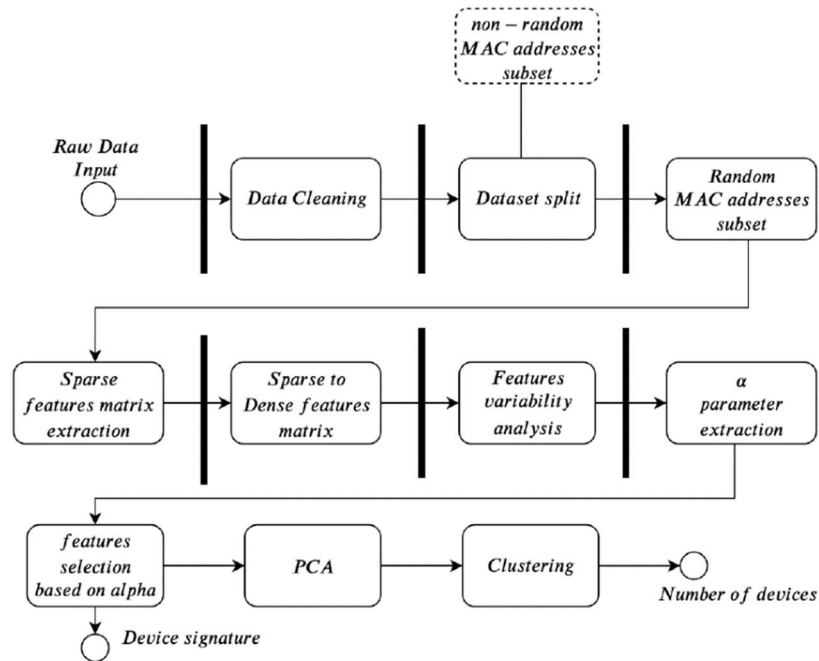 non – random
MAC addresses
subset
Raw Data
Input
Data Cleaning
Dataset split
Random
MAC addresses
subset
Sparse
features matrix
extraction
Sparse to
Dense features
matrix
Features
variability
analysis
α
parameter
extraction
features
selection
based on alpha
PCA
Clustering
Number of devices
Device signature